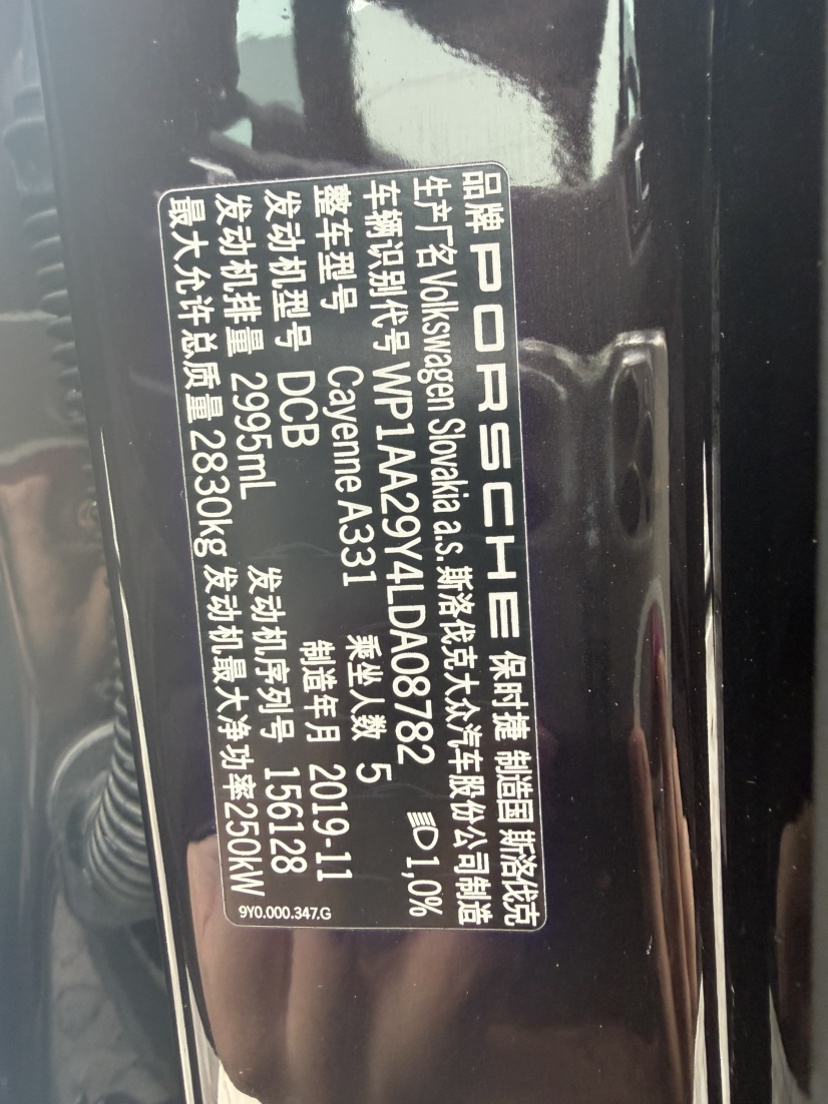 品牌 PORSCHE 保时捷 制造国 斯洛伐克
生产厂名 Volkswagen Slovakia a.s. 斯洛伐克大众汽车股份公司制造
车辆识别代号 WP1AA29Y4LDA08782 1,0%
整车型号 Cayenne A331 乘坐人数 5
发动机型号 DCB 制造年月 2019-11
发动机排量 2995mL 发动机序列号 156128
最大允许总质量 2830kg 发动机最大净功率250kW
9Y0.000.347.G